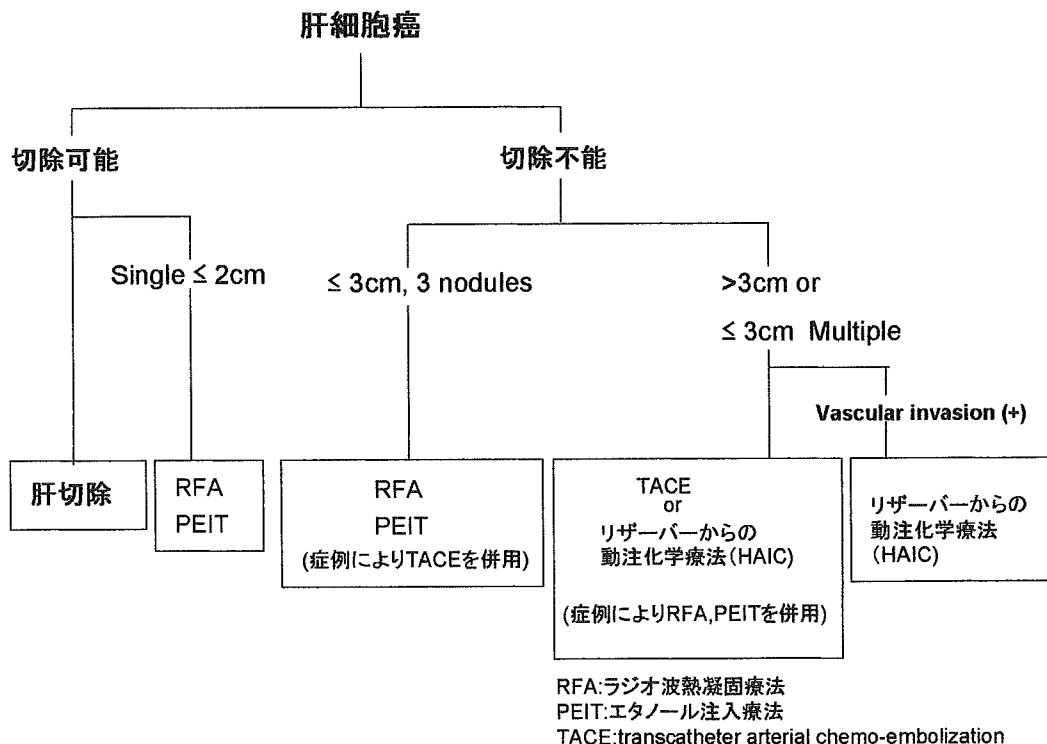 肝細胞癌
切除可能
切除不能
Single ≦ 2cm
≦ 3cm, 3 nodules
>3cm or
≦ 3cm Multiple
Vascular invasion (+)
肝切除
RFA
PEIT
RFA
PEIT
(症例によりTACEを併用)
TACE
or
リザーバーからの
動注化学療法(HAIC)
(症例によりRFA,PEITを併用)
リザーバーからの
動注化学療法
(HAIC)
RFA:ラジオ波熱凝固療法
PEIT:エタノール注入療法
TACE:transcatheter arterial chemo-embolization